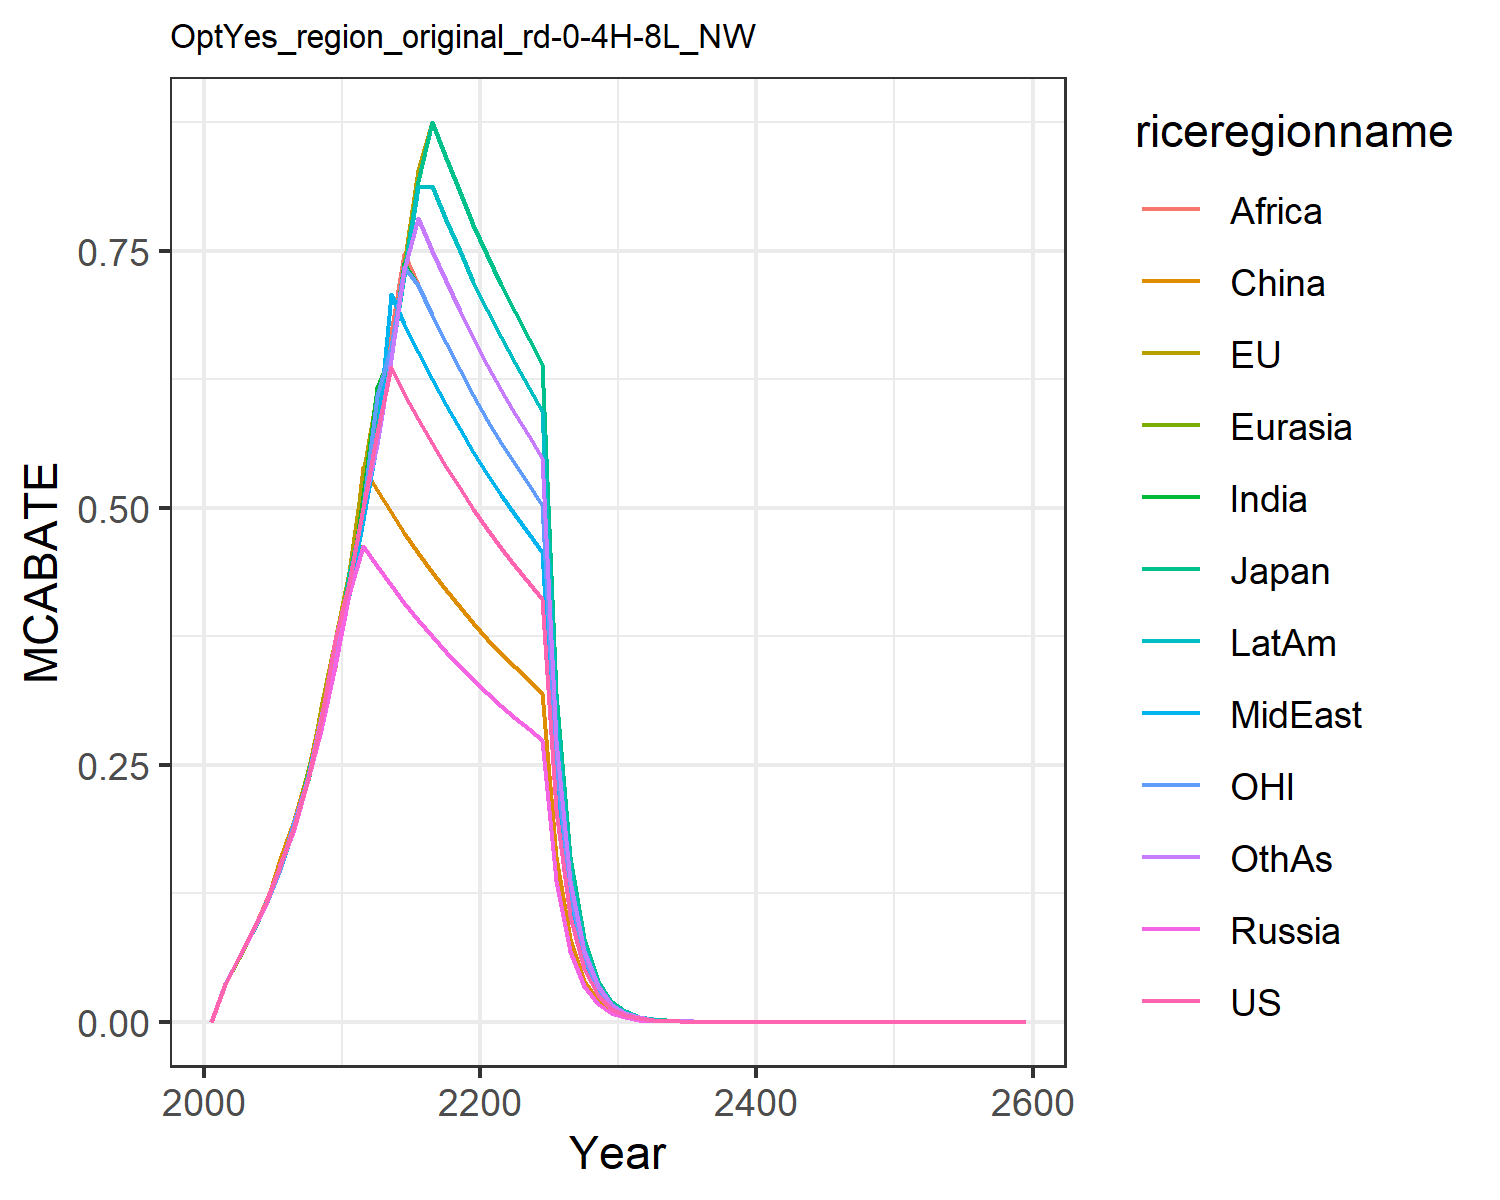 OptYes_region_original_rd-0-4H-8L_NW
MCABATE
0.75
0.50
0.25
0.00
2000
2200
2400
2600
Year
riceregionname
Africa
China
EU
Eurasia
India
Japan
LatAm
MidEast
OHI
OthAs
Russia
US